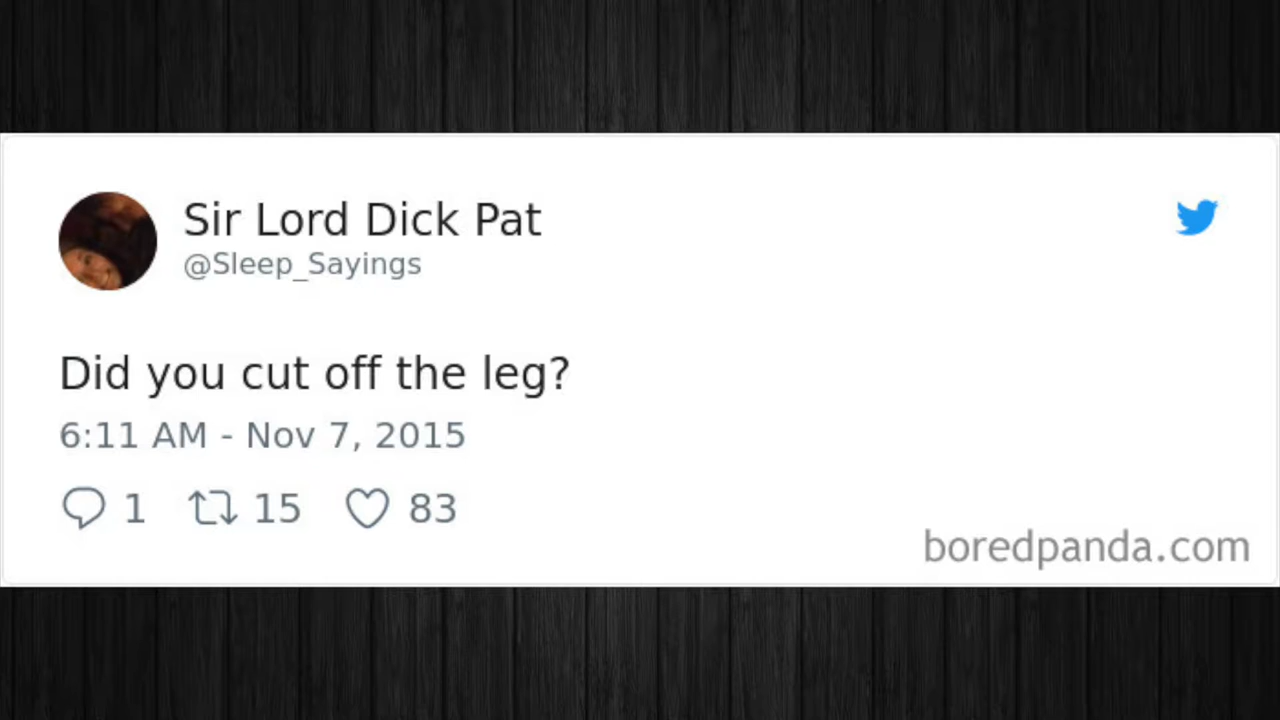 Sir Lord Dick Pat
@Sleep_Sayings
Did you cut off the leg?
6:11 AM - Nov 7, 2015
1 15 83
boredpanda.com